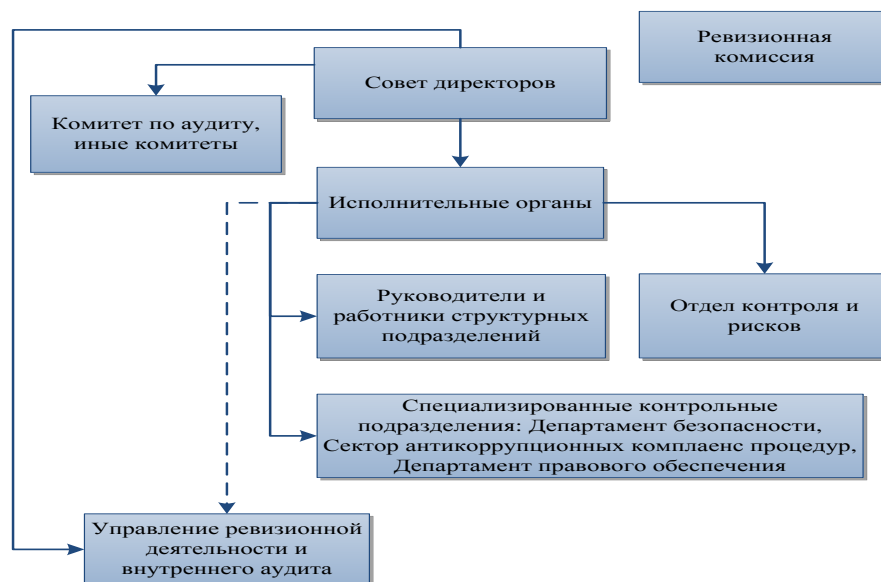 Ревизионная
комиссия
Совет директоров
Комитет по аудиту,
иные комитеты
Исполнительные органы
Руководители и
работники структурных
подразделений
Отдел контроля и
рисков
Специализированные контрольные
подразделения: Департамент безопасности,
Сектор антикоррупционных комплаенс процедур,
Департамент правового обеспечения
Управление ревизионной
деятельности и
внутреннего аудита